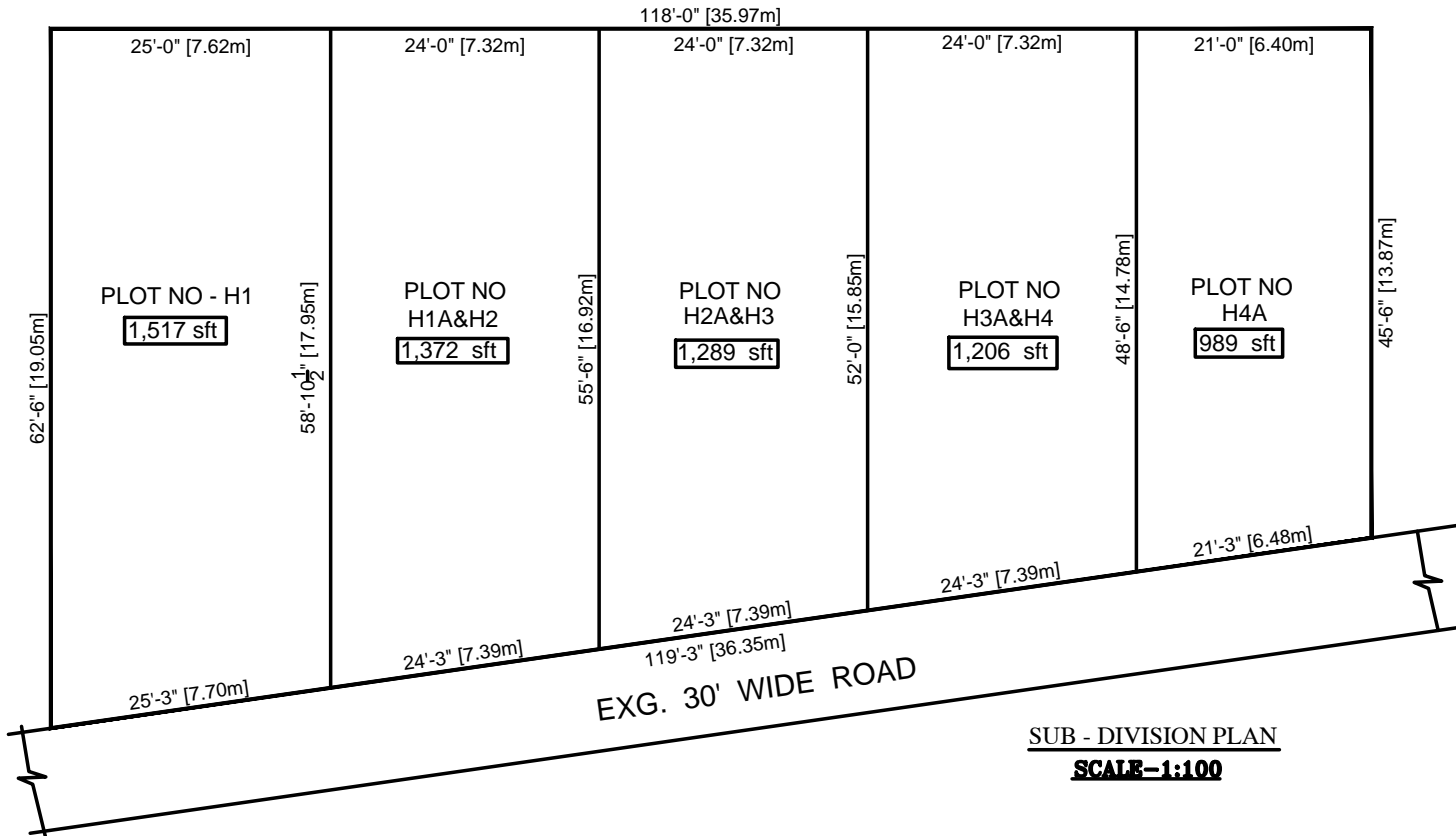 118'-0" [35.97m]
25'-0" [7.62m]
24'-0" [7.32m]
24'-0" [7.32m]
24'-0" [7.32m]
21'-0" [6.40m]
62'-6" [19.05m]
PLOT NO - H1
1,517 sft
58'-10 1/2" [17.95m]
PLOT NO
H1A&H2
1,372 sft
55'-6" [16.92m]
PLOT NO
H2A&H3
1,289 sft
52'-0" [15.85m]
PLOT NO
H3A&H4
1,206 sft
48'-6" [14.78m]
PLOT NO
H4A
989 sft
45'-6" [13.87m]
25'-3" [7.70m]
24'-3" [7.39m]
24'-3" [7.39m]
24'-3" [7.39m]
21'-3" [6.48m]
119'-3" [36.35m]
EXG. 30' WIDE ROAD
SUB - DIVISION PLAN
SCALE-1:100